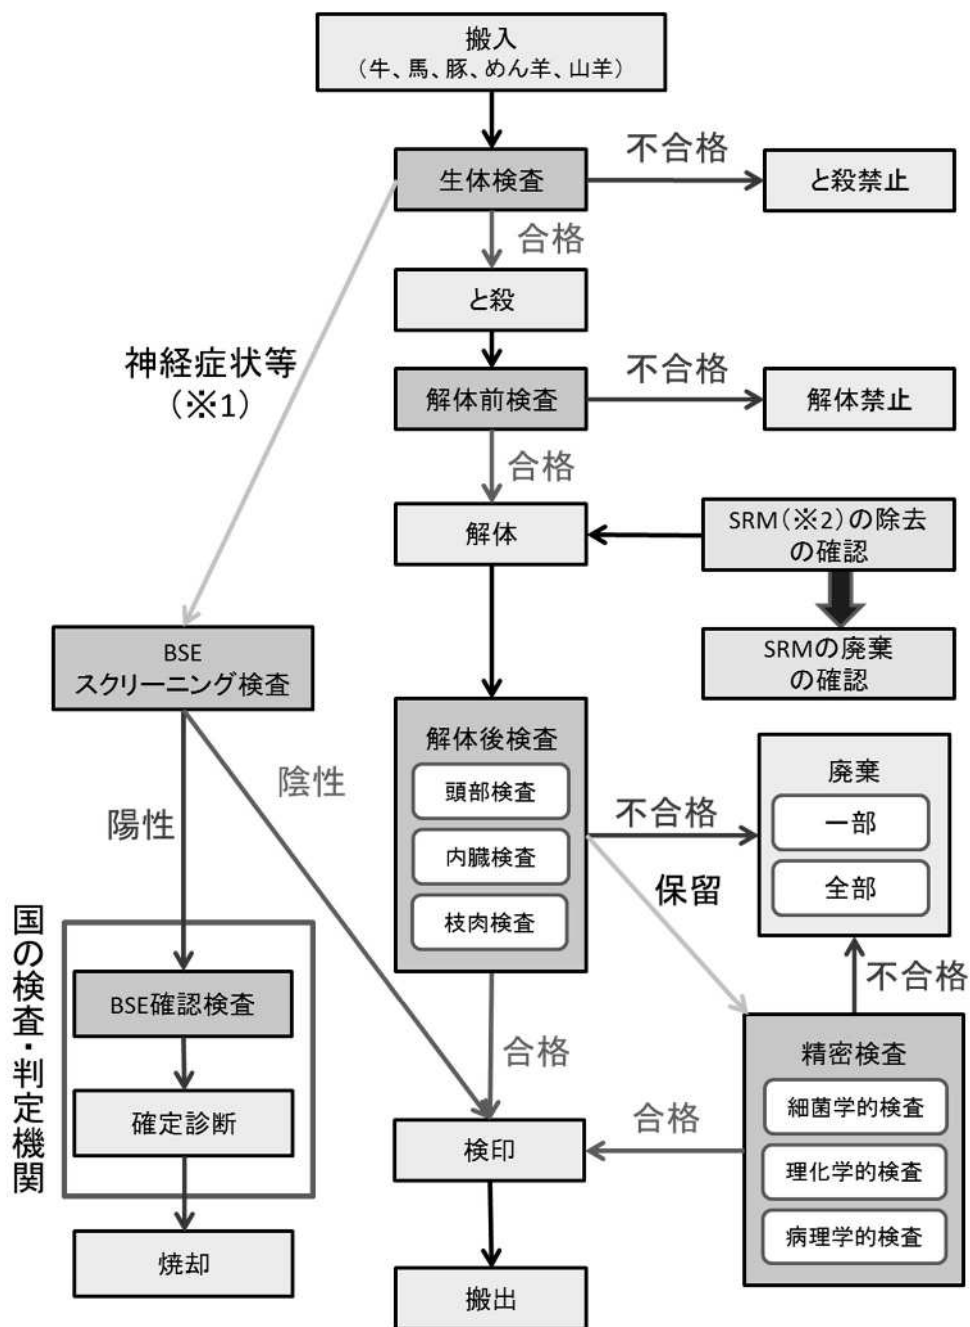 搬入
（牛、馬、豚、めん羊、山羊）
生体検査
不合格
と殺禁止
合格
と殺
神経症状等
（※1）
解体前検査
不合格
解体禁止
合格
解体
SRM（※2）の除去
の確認
SRMの廃棄
の確認
BSE
スクリーニング検査
陽性
陰性
解体後検査
頭部検査
内臓検査
枝肉検査
不合格
保留
廃棄
一部
全部
不合格
国の検査・判定機関
BSE確認検査
確定診断
焼却
合格
検印
搬出
合格
精密検査
細菌学的検査
理化学的検査
病理学的検査